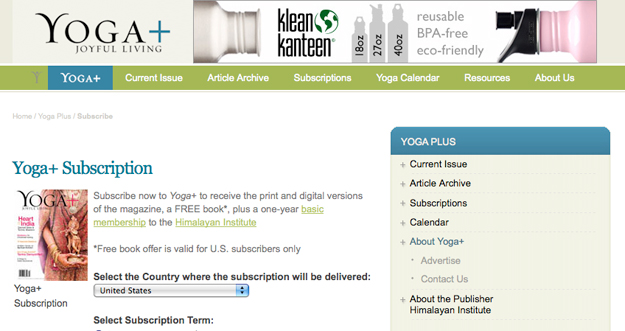 YOGA+
JOYFUL LIVING
klean
kanteen®
18oz
27oz
40oz
reusable
BPA-free
eco-friendly
YOGA+
Current Issue
Article Archive
Subscriptions
Yoga Calendar
Resources
About Us
Home / Yoga Plus / Subscribe
Yoga+ Subscription
YOGA+
Heart
of India
Yoga+
Subscription
Subscribe now to Yoga+ to receive the print and digital versions
of the magazine, a FREE book*, plus a one-year basic
membership to the Himalayan Institute
*Free book offer is valid for U.S. subscribers only
Select the Country where the subscription will be delivered:
United States
Select Subscription Term:
YOGA PLUS
+ Current Issue
+ Article Archive
+ Subscriptions
+ Calendar
+ About Yoga+
• Advertise
• Contact Us
+ About the Publisher
Himalayan Institute